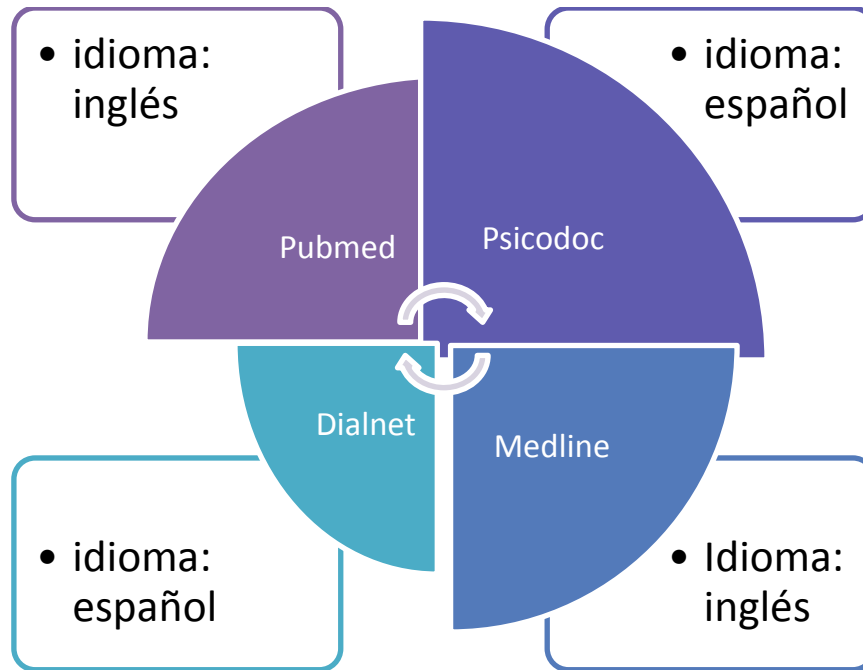 • idioma:
inglés
• idioma:
español
Pubmed
Psicodoc
Dialnet
Medline
• idioma:
español
• Idioma:
inglés